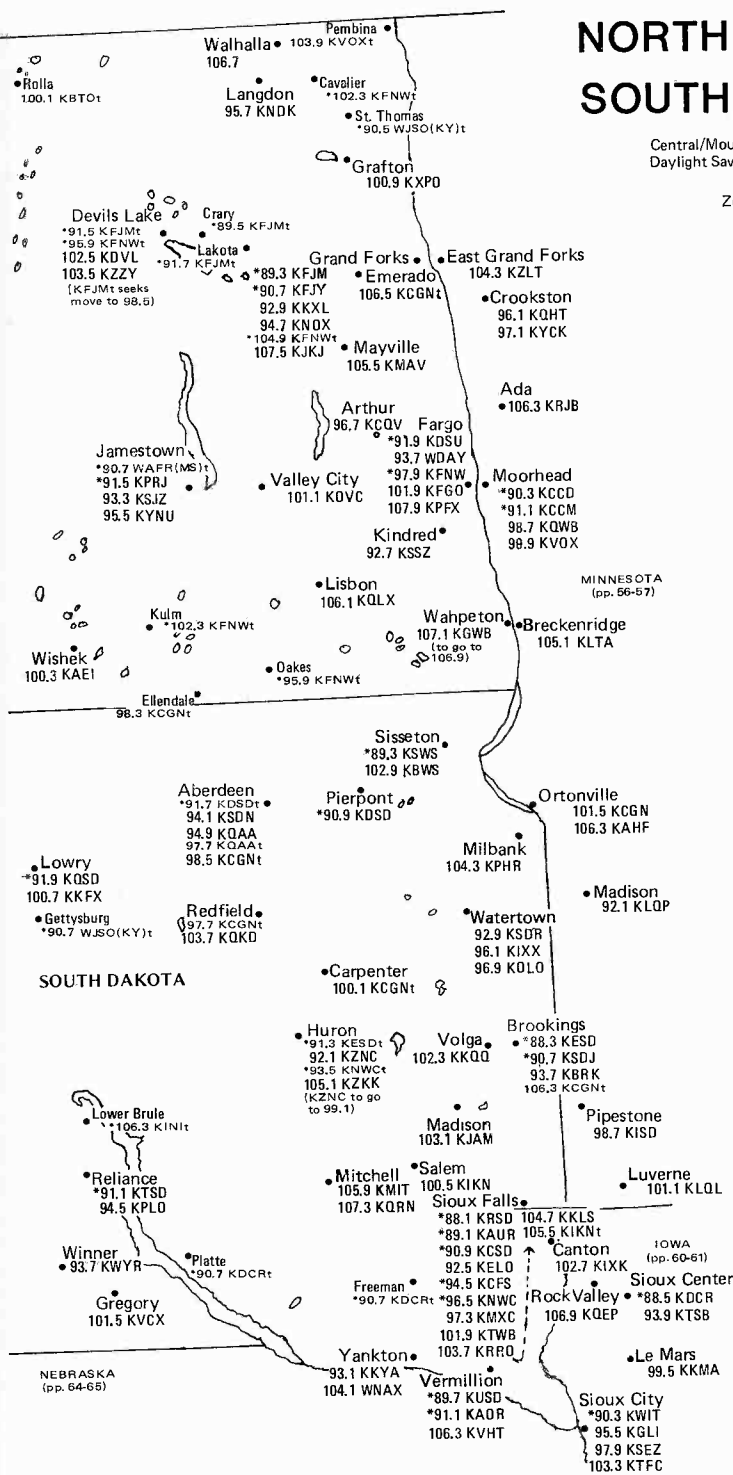 NORTH
SOUTH
Central/Mou
Daylight Sav
Z
Pembina
103.9 KVOXt
Walhalla
106.7
Rolla
100.1 KBTOt
Langdon
95.7 KNDK
Cavalier
*102.3 KFNWt
St. Thomas
*90.5 WJSO(KY)t
Grafton
100.9 KXPO
Devils Lake
*91.5 KFJMt
*95.9 KFNWt
102.5 KDVL
103.5 KZZY
(KFJMt seeks
move to 98.5)
Crary
*89.5 KFJMt
Lakota
*91.7 KFJMt
Grand Forks
*89.3 KFJM
*90.7 KFJY
92.9 KKXL
94.7 KNOX
*104.9 KFNWt
107.5 KJKJ
Emerado
106.5 KCGNt
East Grand Forks
104.3 KZLT
Crookston
96.1 KQHT
97.1 KYCK
Mayville
105.5 KMAV
Ada
106.3 KRJB
Arthur
96.7 KCQV
Fargo
*91.9 KDSU
93.7 WDAY
*97.9 KFNW
101.9 KFGO
107.9 KPFX
Jamestown
*90.7 WAFR(MS)t
*91.5 KPRJ
93.3 KSJZ
95.5 KYNU
Valley City
101.1 KOVC
Moorhead
*90.3 KCCD
*91.1 KCCM
98.7 KQWB
99.9 KVOX
Kindred
92.7 KSSZ
MINNESOTA
(pp. 56-57)
Lisbon
106.1 KQLX
Kulm
*102.3 KFNWt
Wahpeton
107.1 KGWB
(to go to
106.9)
Breckenridge
105.1 KLTA
Wishek
100.3 KAEI
Oakes
*95.9 KFNWt
Ellendale
98.3 KCGNt
Sisseton
*89.3 KSWS
102.9 KBWS
Aberdeen
*91.7 KDSDt
94.1 KSDN
94.9 KQAA
97.7 KQAAt
98.5 KCGNt
Pierpont
*90.9 KDSD
Ortonville
101.5 KCGN
106.3 KAHF
Milbank
104.3 KPHR
Lowry
*91.9 KQSD
100.7 KKFX
Madison
92.1 KLQP
Gettysburg
*90.7 WJSO(KY)t
Redfield
97.7 KCGNt
103.7 KQKD
Watertown
92.9 KSDR
96.1 KIXX
96.9 KDLO
SOUTH DAKOTA
Carpenter
100.1 KCGNt
Huron
*91.3 KESDt
92.1 KZNC
*93.5 KNWCt
105.1 KZKK
(KZNC to go
to 99.1)
Volga
102.3 KKQQ
Brookings
*88.3 KESD
*90.7 KSDJ
93.7 KBRK
106.3 KCGNt
Lower Brule
*106.3 KINIt
Madison
103.1 KJAM
Pipestone
98.7 KISD
Reliance
*91.1 KTSD
94.5 KPLO
Mitchell
105.9 KMIT
107.3 KQRN
Salem
100.5 KIKN
Luverne
101.1 KLQL
Sioux Falls
*88.1 KRSD
*89.1 KAUR
*90.9 KCSD
92.5 KELO
*94.5 KCFS
*96.5 KNWC
97.3 KMXC
101.9 KTWB
103.7 KRRO
104.7 KKLS
105.5 KIKNt
Canton
102.7 KIXK
IOWA
(pp. 60-61)
Winner
93.7 KWYR
Platte
*90.7 KDCRt
Freeman
*90.7 KDCRt
Rock Valley
106.9 KQEP
Sioux Center
*88.5 KDCR
93.9 KTSB
Gregory
101.5 KVCX
NEBRASKA
(pp. 64-65)
Yankton
93.1 KKYA
104.1 WNAX
Vermillion
*89.7 KUSD
*91.1 KAOR
106.3 KVHT
Le Mars
99.5 KKMA
Sioux City
*90.3 KWIT
95.5 KGLI
97.9 KSEZ
103.3 KTFC